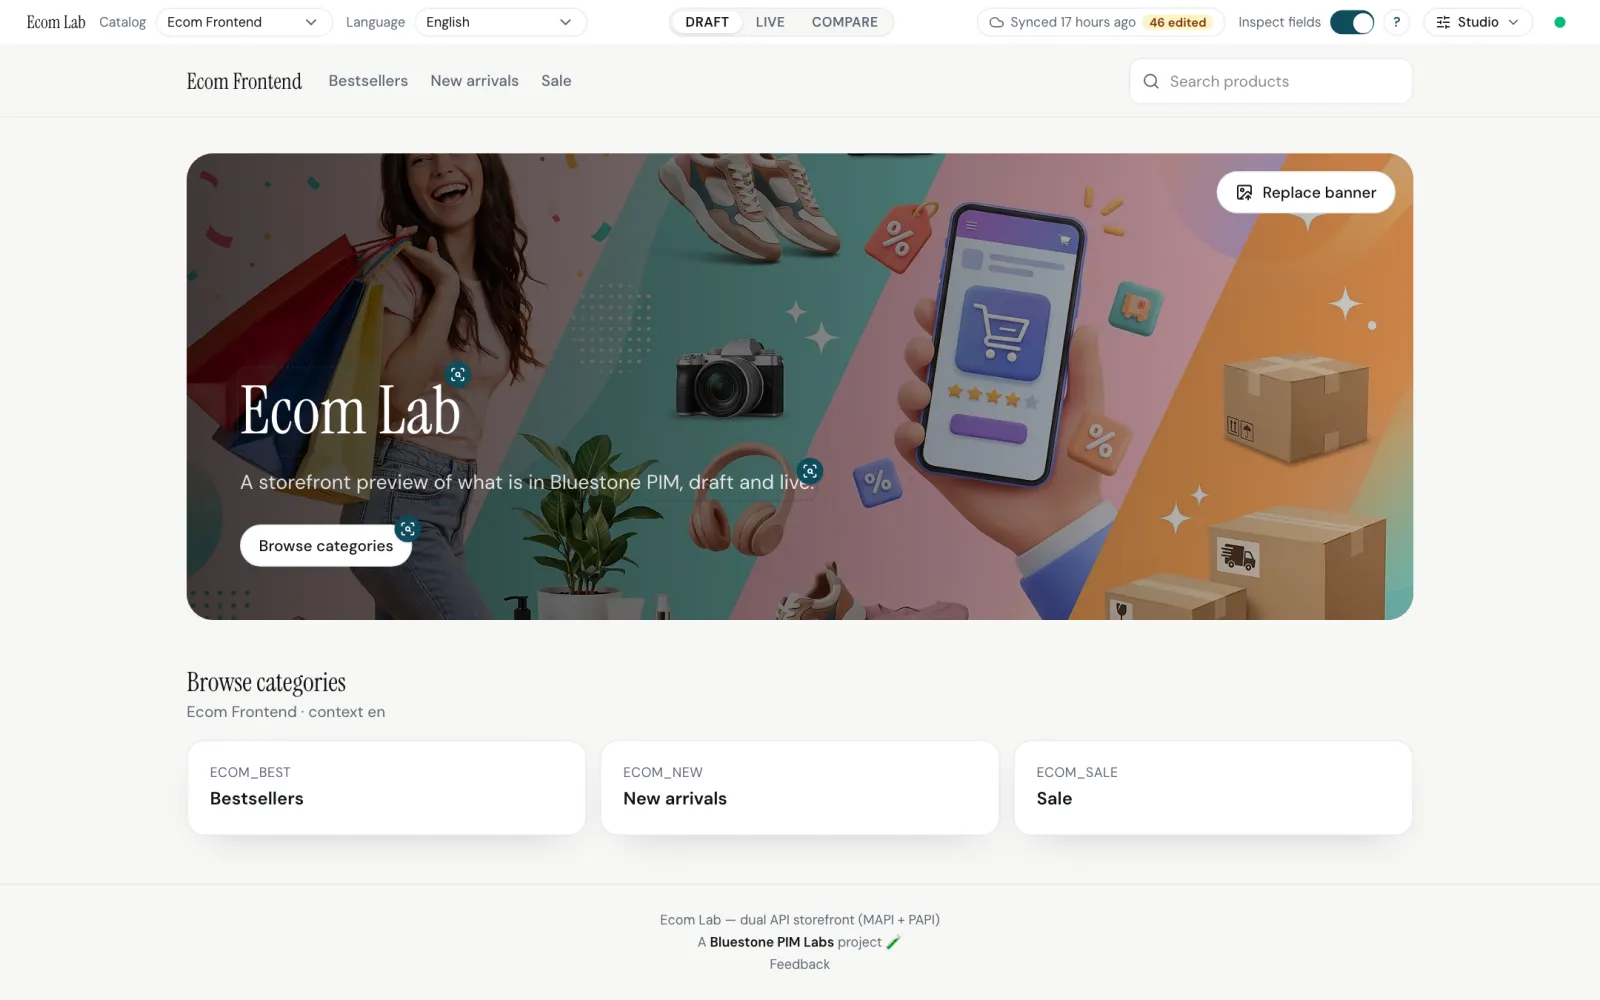 Ecom Lab Catalog Ecom Frontend Language English DRAFT LIVE COMPARE Synced 17 hours ago 46 edited Inspect fields ? Studio
Ecom Frontend Bestsellers New arrivals Sale Search products
Replace banner
%
%
%
Ecom Lab
A storefront preview of what is in Bluestone PIM, draft and live.
Browse categories
Browse categories
Ecom Frontend · context en
ECOM_BEST ECOM_NEW ECOM_SALE
Bestsellers New arrivals Sale
Ecom Lab — dual API storefront (MAPI + PAPI)
A Bluestone PIM Labs project
Feedback